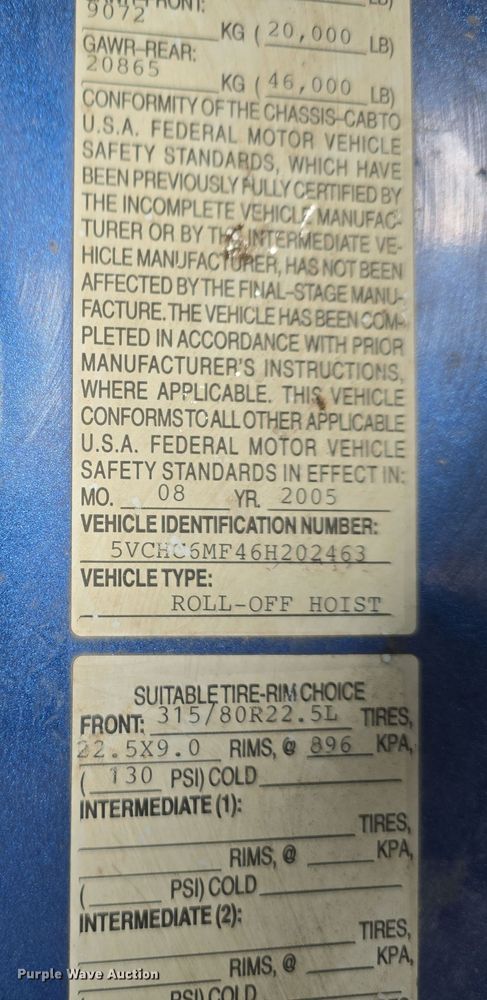 FRONT: LB)
9072 KG ( 20,000 LB)
GAWR-REAR:
20865 KG ( 46,000 LB)
CONFORMITY OF THE CHASSIS-CAB TO
U.S.A. FEDERAL MOTOR VEHICLE
SAFETY STANDARDS, WHICH HAVE
BEEN PREVIOUSLY FULLY CERTIFIED BY
THE INCOMPLETE VEHICLE MANUFAC-
TURER OR BY THE INTERMEDIATE VE-
HICLE MANUFACTURER, HAS NOT BEEN
AFFECTED BY THE FINAL-STAGE MANU-
FACTURE. THE VEHICLE HAS BEEN COM-
PLETED IN ACCORDANCE WITH PRIOR
MANUFACTURER'S INSTRUCTIONS,
WHERE APPLICABLE. THIS VEHICLE
CONFORMS TO ALL OTHER APPLICABLE
U.S.A. FEDERAL MOTOR VEHICLE
SAFETY STANDARDS IN EFFECT IN:
MO. 08 YR. 2005
VEHICLE IDENTIFICATION NUMBER:
5VCHC6MF46H202463
VEHICLE TYPE:
ROLL-OFF HOIST
SUITABLE TIRE-RIM CHOICE
FRONT: 315/80R22.5L TIRES,
22.5X9.0 RIMS, @ 896 KPA,
( 130 PSI) COLD
INTERMEDIATE (1):
TIRES,
RIMS, @ KPA,
( PSI) COLD
INTERMEDIATE (2):
TIRES,
RIMS, @ KPA,
PSI) COLD
Purple Wave Auction